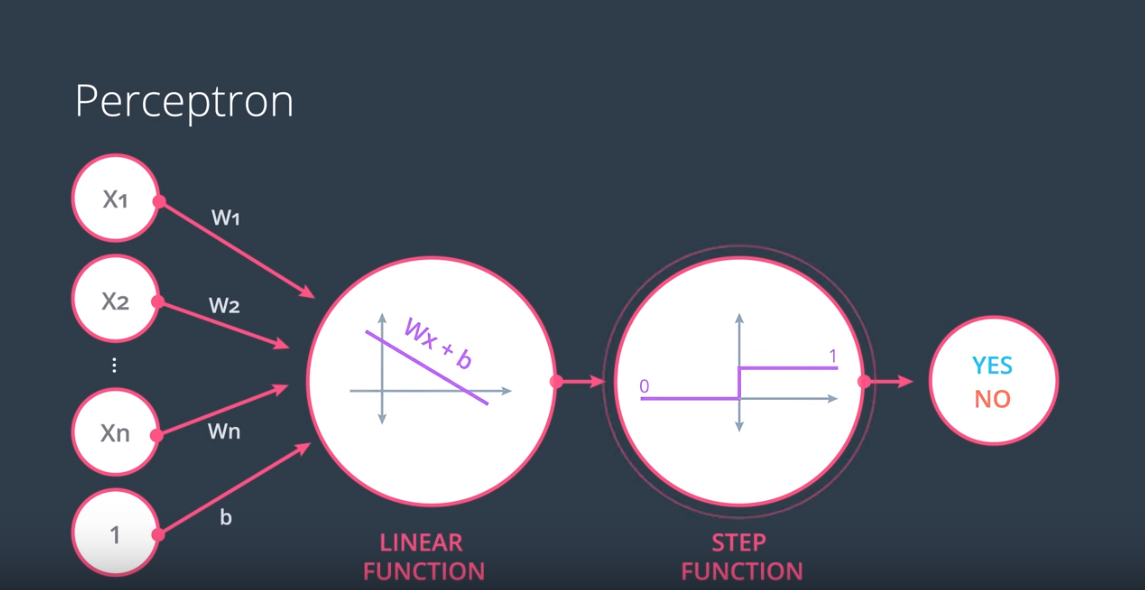 Perceptron
X1
W1
X2
W2
⋮
Xn
Wn
1
b
Wx + b
LINEAR
FUNCTION
0
1
STEP
FUNCTION
YES
NO